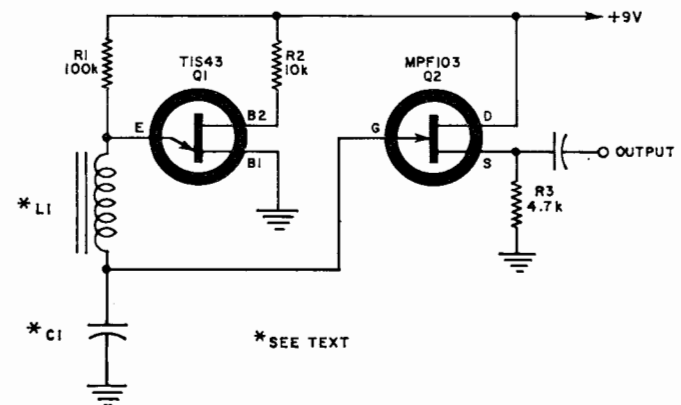 +9V
R1
100k
TIS43
Q1
R2
10k
MPF103
Q2
E
B2
B1
G
D
S
OUTPUT
R3
4.7k
*L1
*C1
*SEE TEXT